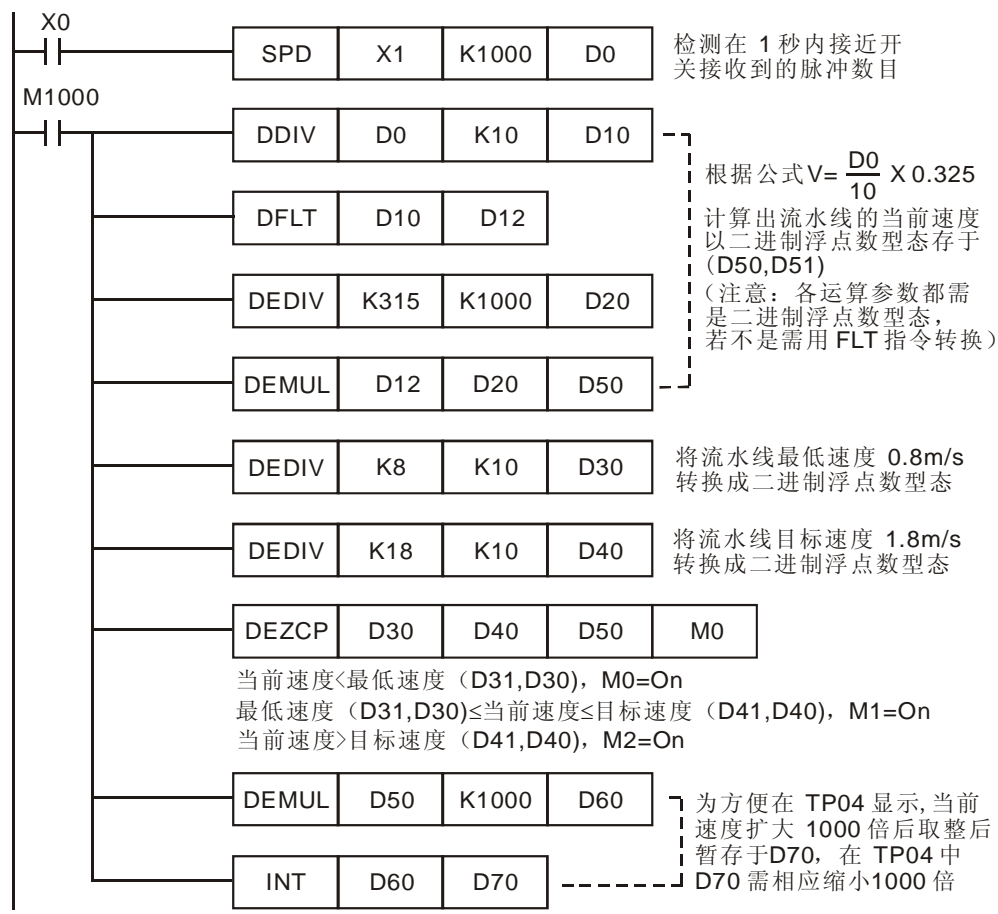 X0
SPD X1 K1000 D0
检测在 1 秒内接近开
关接收到的脉冲数目
M1000
DDIV D0 K10 D10
根据公式V= D0/10 X 0.325
计算出流水线的当前速度
以二进制浮点数型态存于
（D50,D51)
（注意：各运算参数都需
是二进制浮点数型态，
若不是需用 FLT 指令转换）
DFLT D10 D12
DEDIV K315 K1000 D20
DEMUL D12 D20 D50
DEDIV K8 K10 D30
将流水线最低速度 0.8m/s
转换成二进制浮点数型态
DEDIV K18 K10 D40
将流水线目标速度 1.8m/s
转换成二进制浮点数型态
DEZCP D30 D40 D50 M0
当前速度<最低速度（D31,D30)，M0=On
最低速度（D31,D30)≤当前速度≤目标速度（D41,D40)，M1=On
当前速度>目标速度（D41,D40)，M2=On
DEMUL D50 K1000 D60
为方便在 TP04 显示,当前
速度扩大 1000 倍后取整后
暂存于D70，在 TP04 中
D70 需相应缩小1000 倍
INT D60 D70